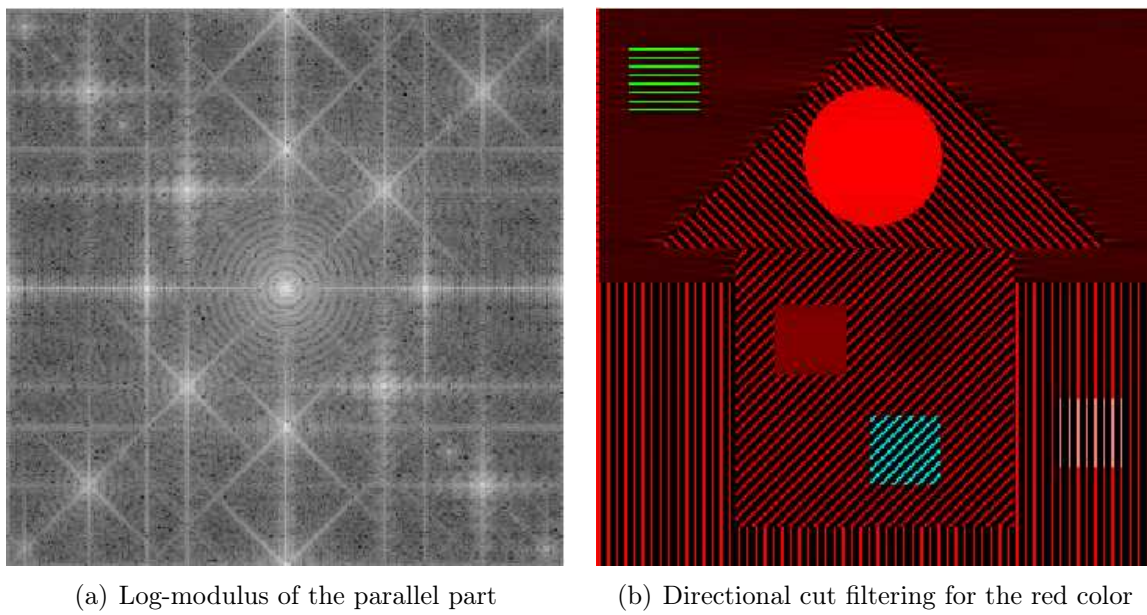 (a) Log-modulus of the parallel part
(b) Directional cut filtering for the red color